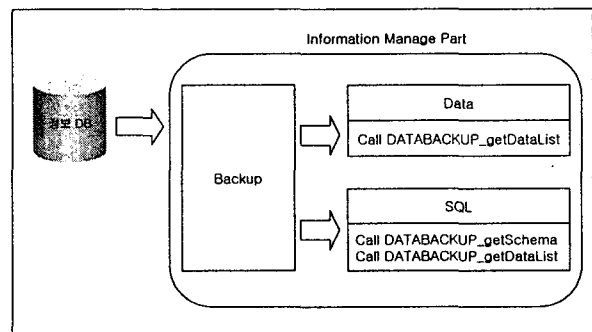 Information Manage Part
정보 DB
Backup
Data
Call DATABACKUP_getDataList
SQL
Call DATABACKUP_getSchema
Call DATABACKUP_getDataList